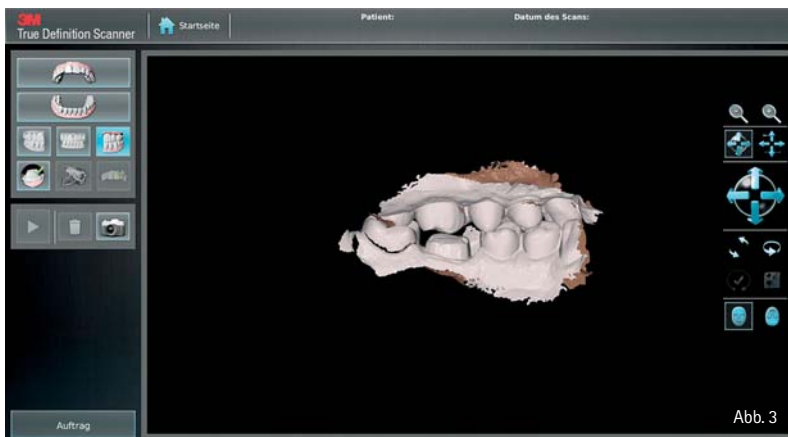 3M
True Definition Scanner
Startseite
Patient:
Datum des Scans:
Auftrag
Abb. 3